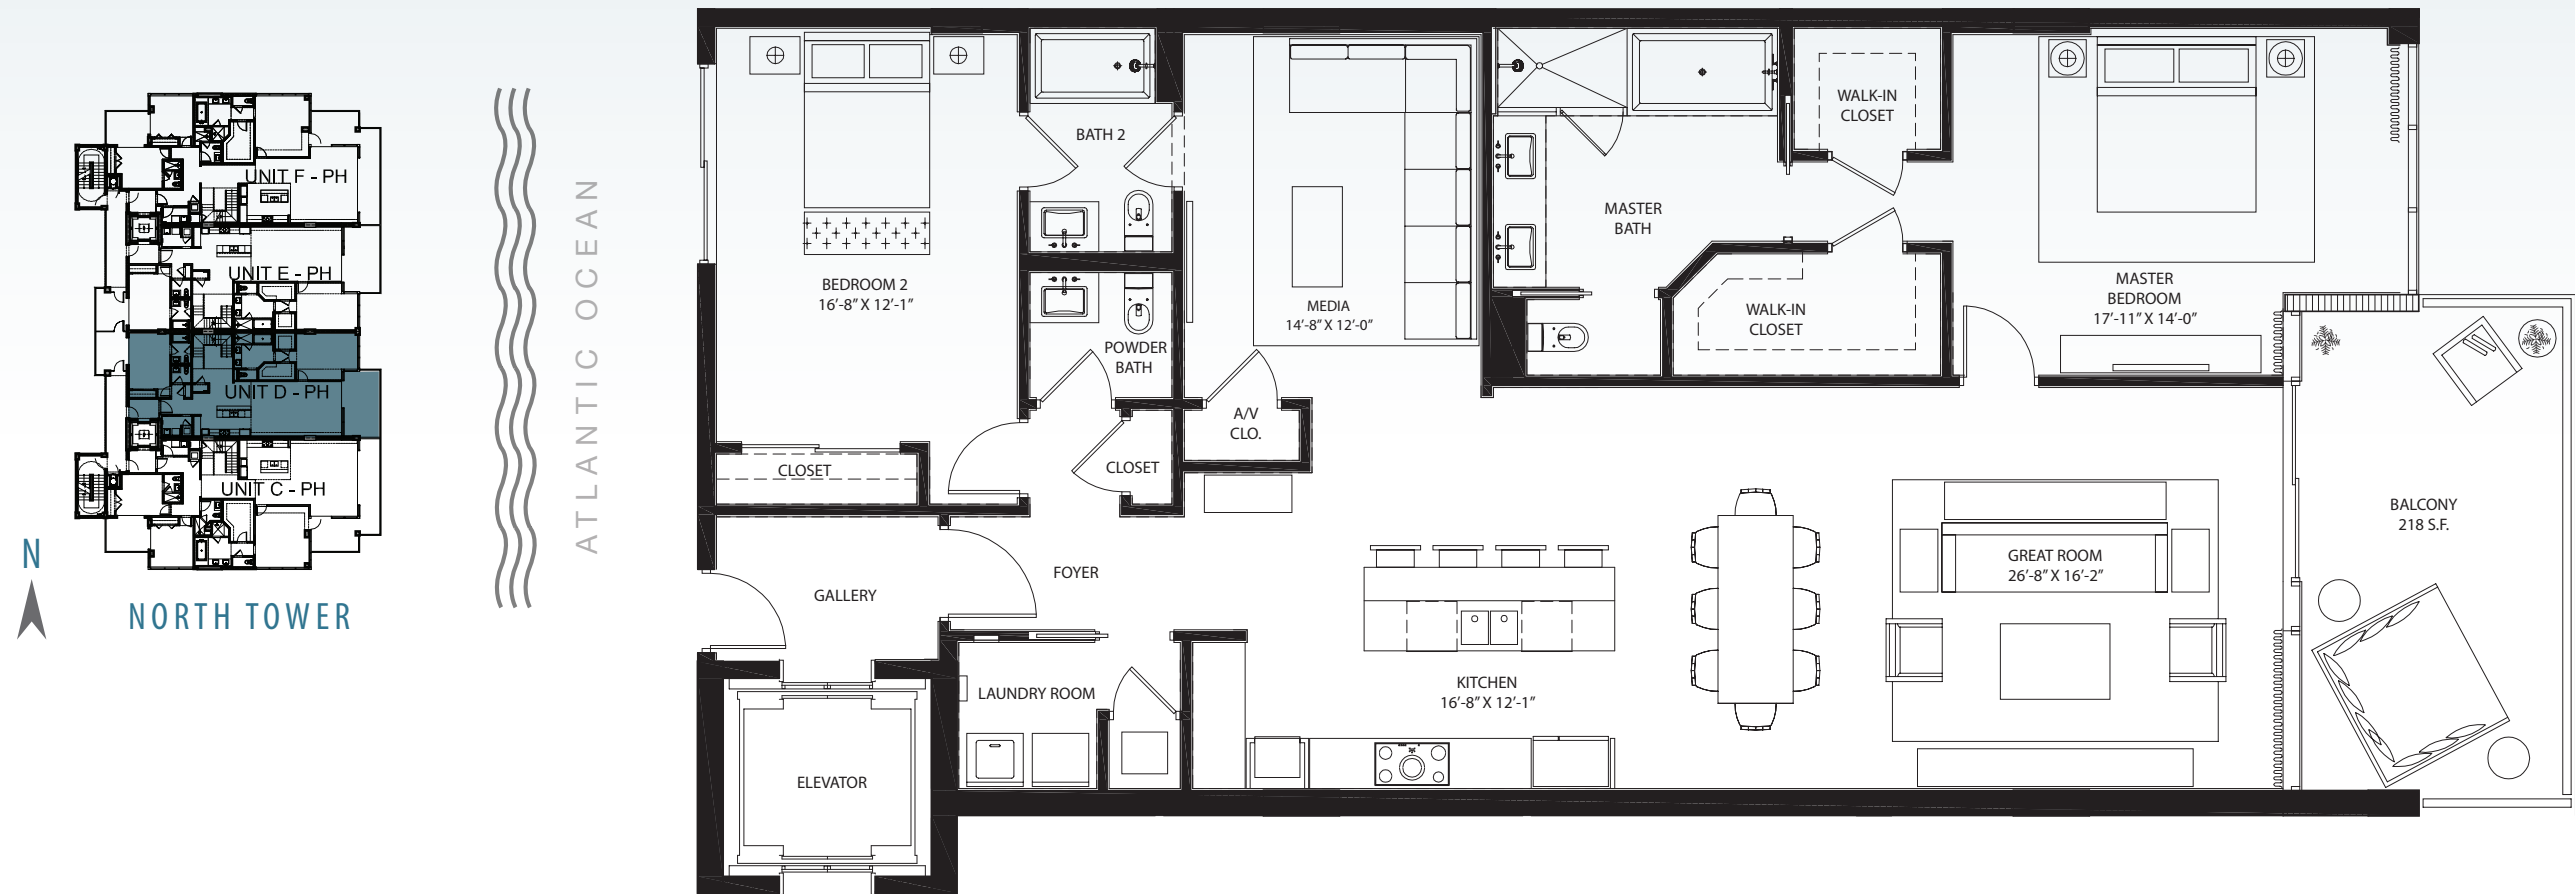 UNIT F - PH
UNIT E - PH
UNIT D - PH
UNIT C - PH
N
NORTH TOWER
ATLANTIC OCEAN
BEDROOM 2
16'-8" X 12'-1"
BATH 2
POWDER
BATH
CLOSET
CLOSET
MEDIA
14'-8" X 12'-0"
A/V
CLO.
MASTER
BATH
WALK-IN
CLOSET
WALK-IN
CLOSET
MASTER
BEDROOM
17'-11" X 14'-0"
GALLERY
FOYER
LAUNDRY ROOM
ELEVATOR
KITCHEN
16'-8" X 12'-1"
GREAT ROOM
26'-8" X 16'-2"
BALCONY
218 S.F.